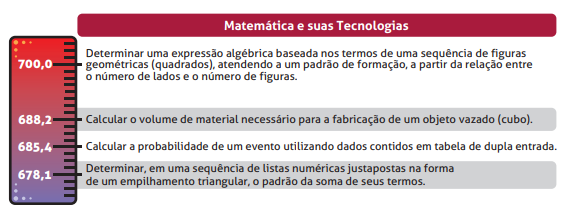 Matemática e suas Tecnologias
700,0
Determinar uma expressão algébrica baseada nos termos de uma sequência de figuras
geométricas (quadrados), atendendo a um padrão de formação, a partir da relação entre
o número de lados e o número de figuras.
688,2
Calcular o volume de material necessário para a fabricação de um objeto vazado (cubo).
685,4
Calcular a probabilidade de um evento utilizando dados contidos em tabela de dupla entrada.
678,1
Determinar, em uma sequência de listas numéricas justapostas na forma
de um empilhamento triangular, o padrão da soma de seus termos.